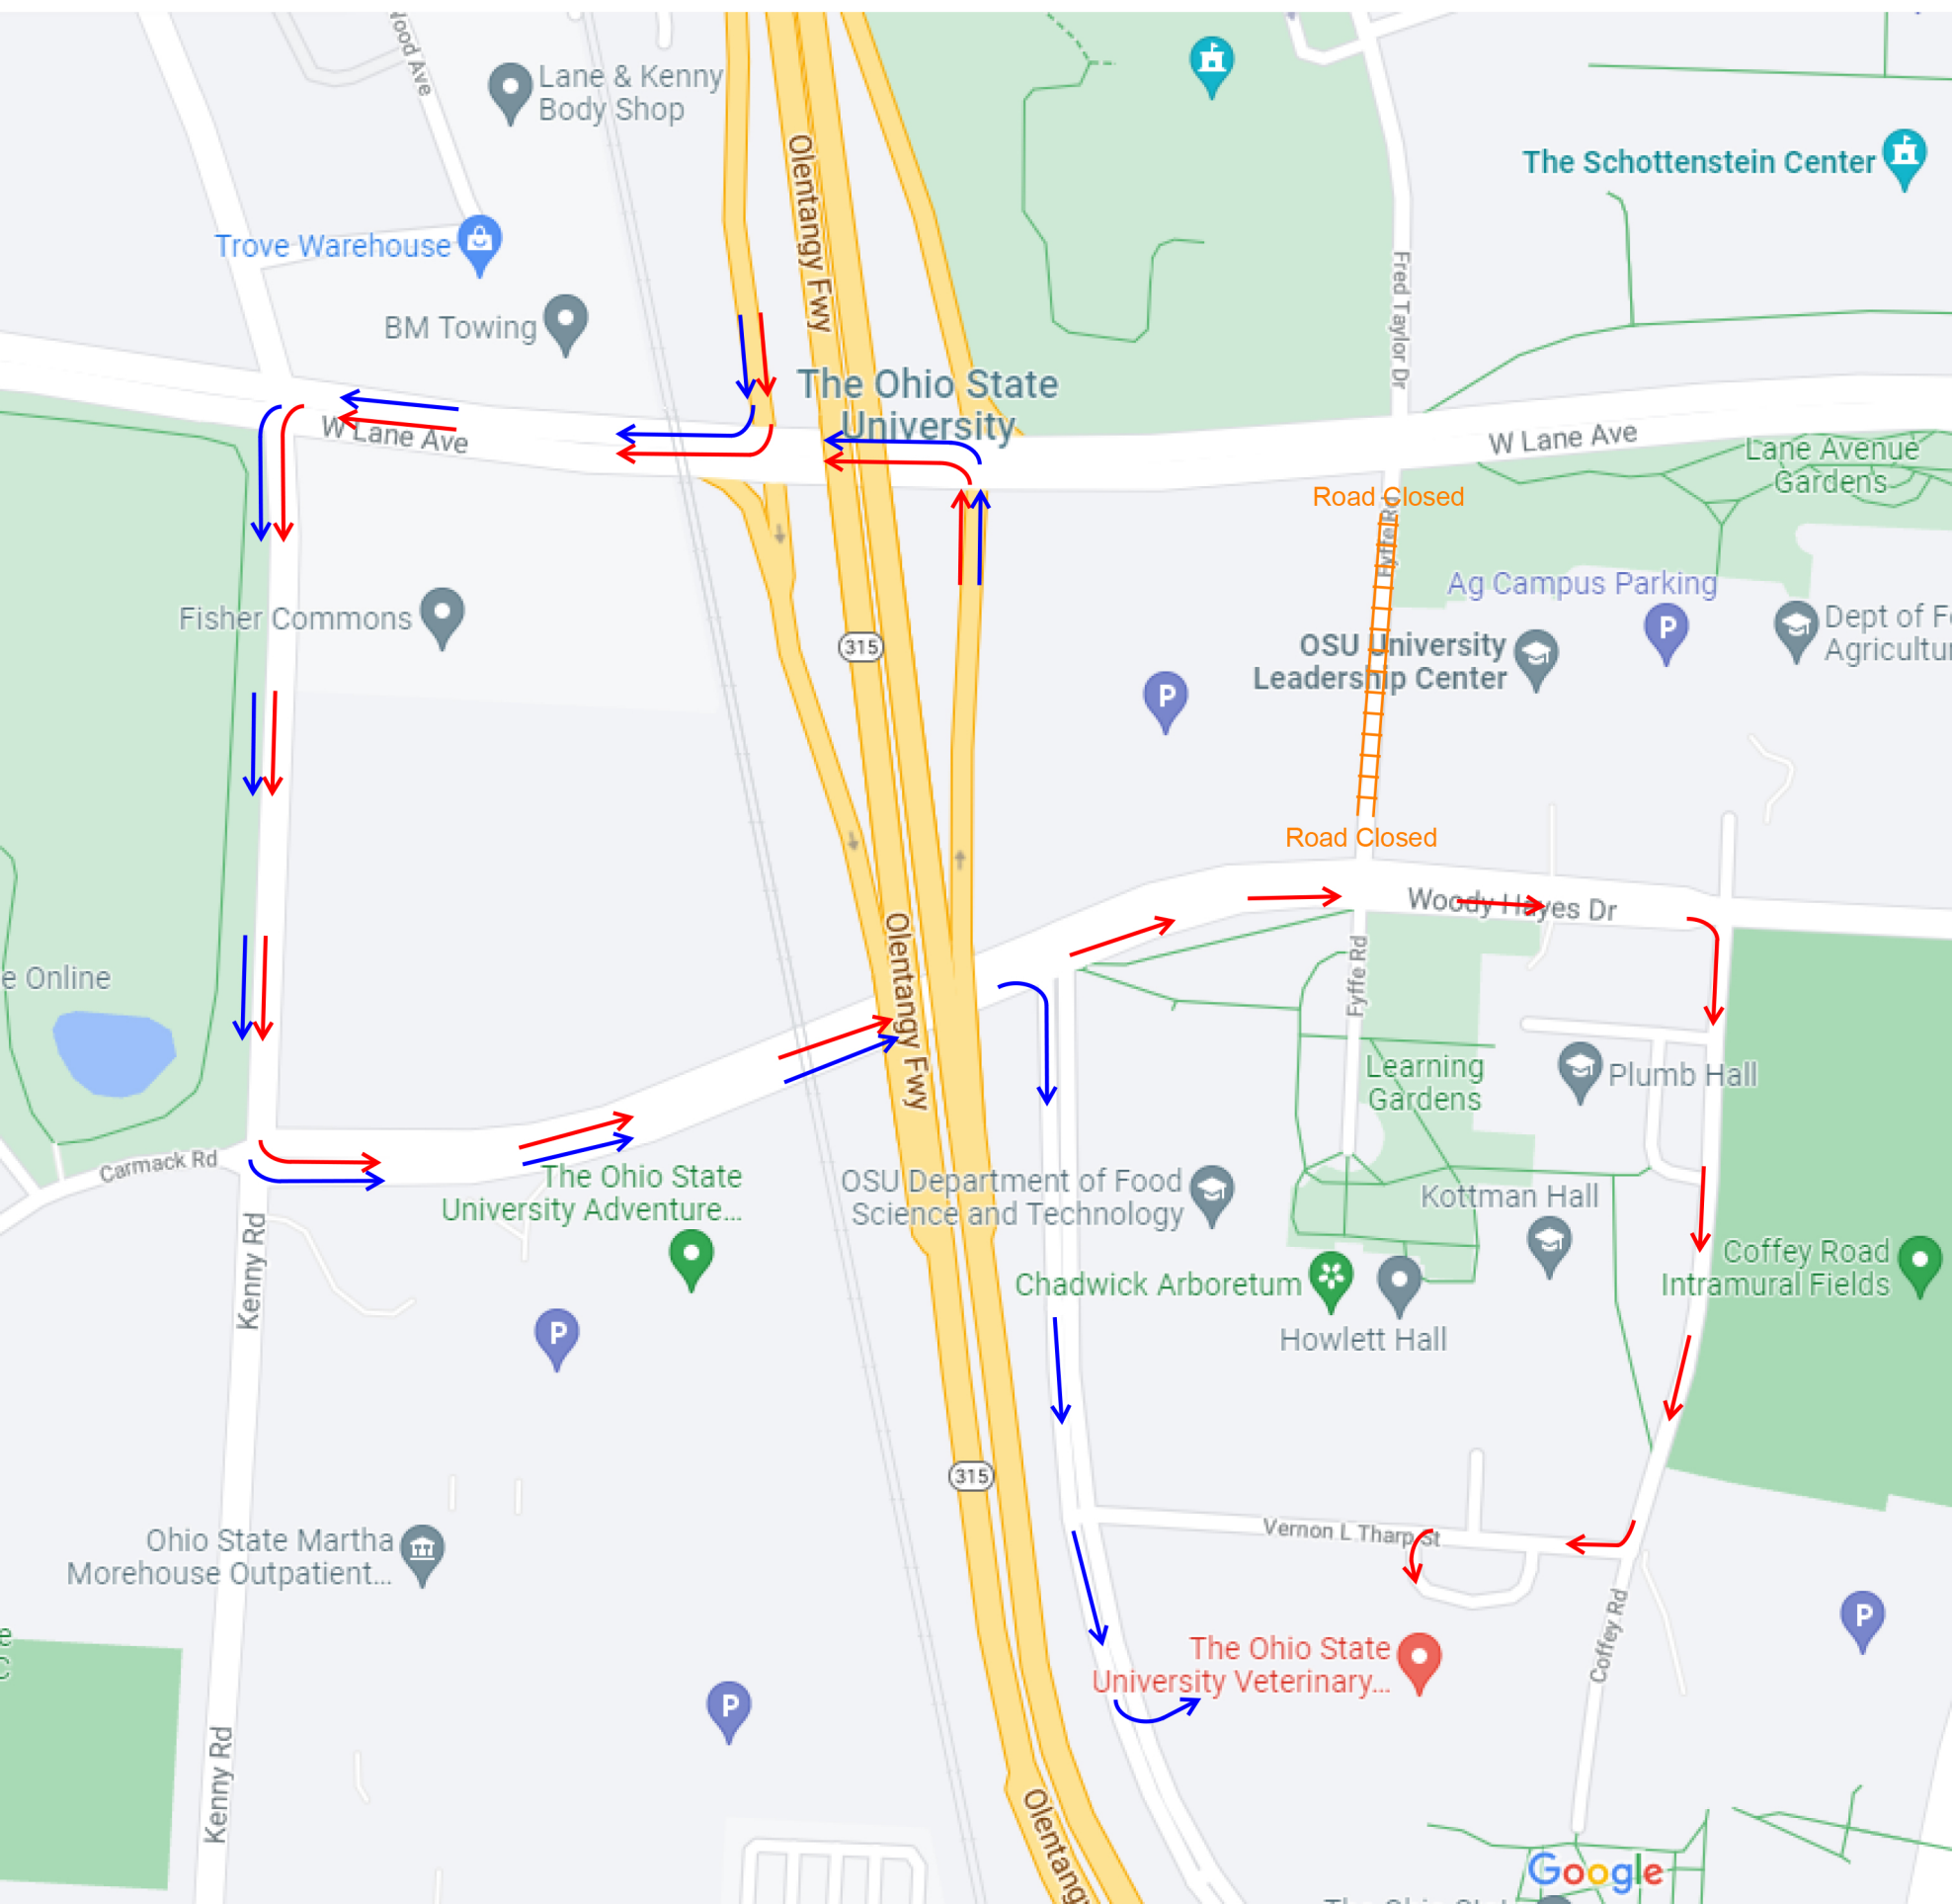 Wood Ave
Lane & Kenny
Body Shop
Olentangy Fwy
The Schottenstein Center
Trove Warehouse
BM Towing
Fred Taylor Dr
The Ohio State
University
W Lane Ave
W Lane Ave
Lane Avenue
Gardens
Road Closed
Fyffe Rd
Ag Campus Parking
P
Fisher Commons
315
OSU University
Leadership Center
Dept of
Agricultur
P
Road Closed
Woody Hayes Dr
Olentangy Fwy
e Online
Fyffe Rd
Learning
Gardens
Plumb Hall
Carmack Rd
The Ohio State
University Adventure...
OSU Department of Food
Science and Technology
Kottman Hall
Kenny Rd
Chadwick Arboretum
Howlett Hall
Coffey Road
Intramural Fields
P
315
Ohio State Martha
Morehouse Outpatient...
Vernon L Tharp St
P
Coffey Rd
The Ohio State
University Veterinary...
P
Kenny Rd
Olentang
Google